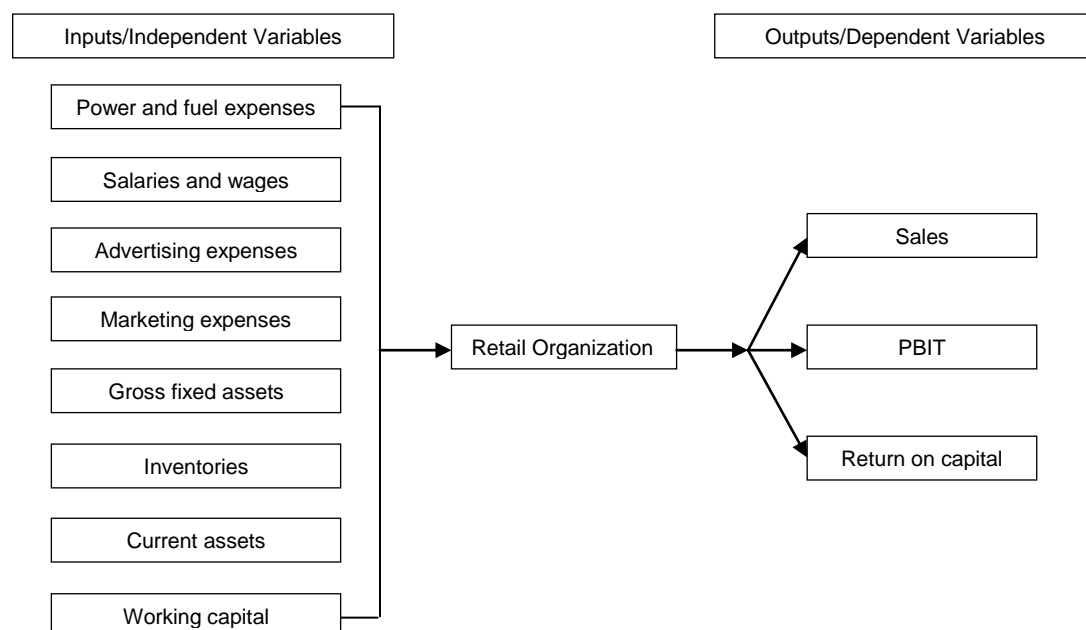 Inputs/Independent Variables
Outputs/Dependent Variables
Power and fuel expenses
Salaries and wages
Advertising expenses
Marketing expenses
Gross fixed assets
Inventories
Current assets
Working capital
Retail Organization
Sales
PBIT
Return on capital